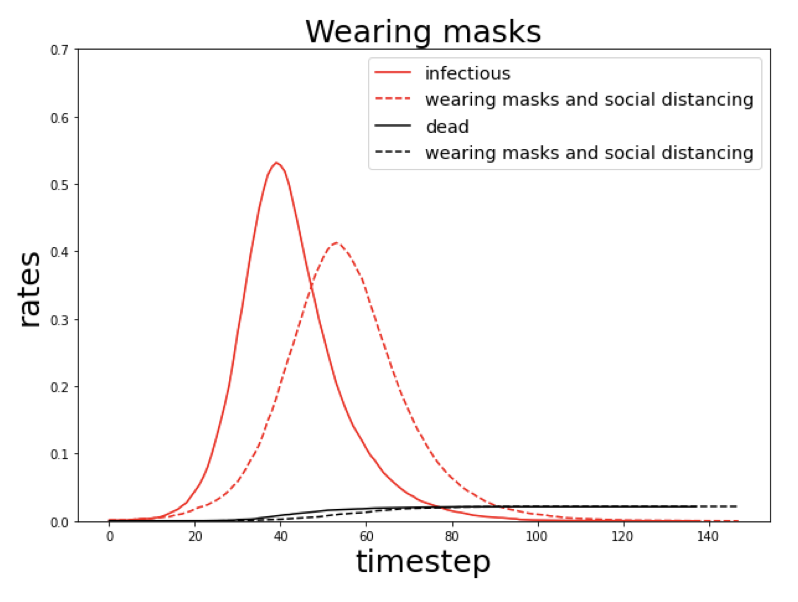 Wearing masks
0.7
0.6
0.5
0.4
0.3
0.2
0.1
0.0
rates
infectious
wearing masks and social distancing
dead
wearing masks and social distancing
0 20 40 60 80 100 120 140
timestep